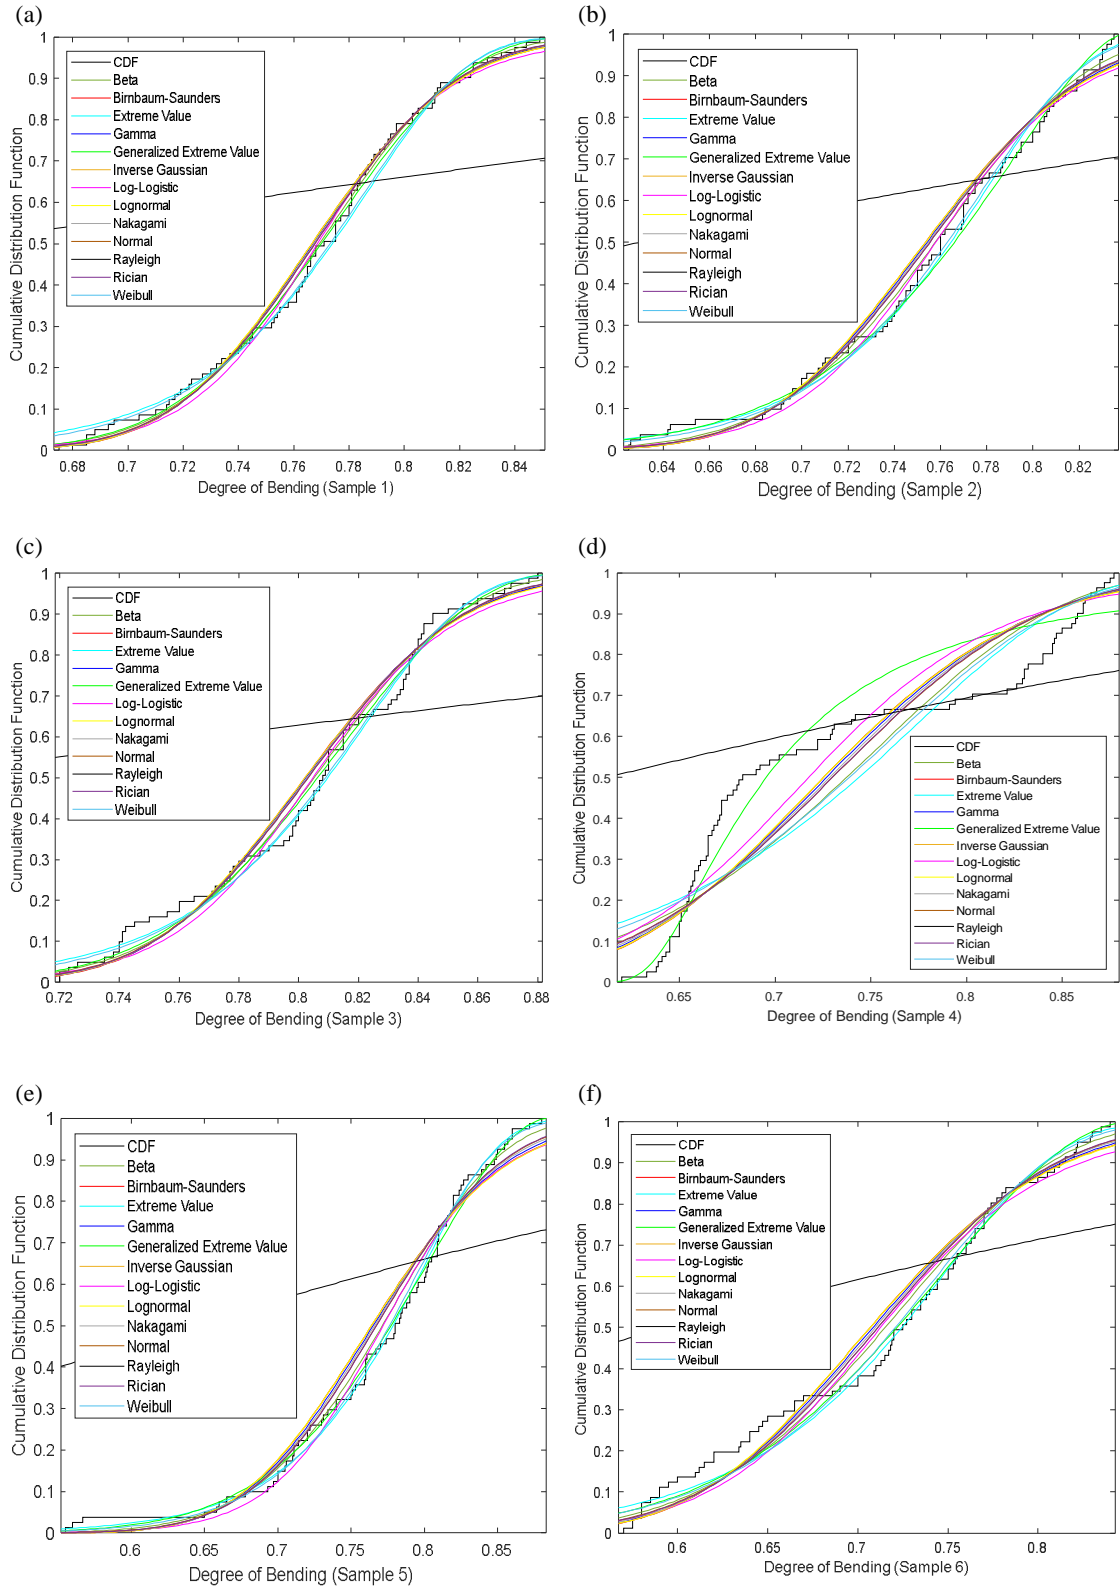 (a)
Cumulative Distribution Function
1
0.9
0.8
0.7
0.6
0.5
0.4
0.3
0.2
0.1
0
CDF
Beta
Birnbaum-Saunders
Extreme Value
Gamma
Generalized Extreme Value
Inverse Gaussian
Log-Logistic
Lognormal
Nakagami
Normal
Rayleigh
Rician
Weibull
0.68 0.7 0.72 0.74 0.76 0.78 0.8 0.82 0.84
Degree of Bending (Sample 1)
(b)
Cumulative Distribution Function
1
0.9
0.8
0.7
0.6
0.5
0.4
0.3
0.2
0.1
0
CDF
Beta
Birnbaum-Saunders
Extreme Value
Gamma
Generalized Extreme Value
Inverse Gaussian
Log-Logistic
Lognormal
Nakagami
Normal
Rayleigh
Rician
Weibull
0.64 0.66 0.68 0.7 0.72 0.74 0.76 0.78 0.8 0.82
Degree of Bending (Sample 2)
(c)
Cumulative Distribution Function
1
0.9
0.8
0.7
0.6
0.5
0.4
0.3
0.2
0.1
0
CDF
Beta
Birnbaum-Saunders
Extreme Value
Gamma
Generalized Extreme Value
Log-Logistic
Lognormal
Nakagami
Normal
Rayleigh
Rician
Weibull
0.72 0.74 0.76 0.78 0.8 0.82 0.84 0.86 0.88
Degree of Bending (Sample 3)
(d)
Cumulative Distribution Function
1
0.9
0.8
0.7
0.6
0.5
0.4
0.3
0.2
0.1
0
CDF
Beta
Birnbaum-Saunders
Extreme Value
Gamma
Generalized Extreme Value
Inverse Gaussian
Log-Logistic
Lognormal
Nakagami
Normal
Rayleigh
Rician
Weibull
0.65 0.7 0.75 0.8 0.85
Degree of Bending (Sample 4)
(e)
Cumulative Distribution Function
1
0.9
0.8
0.7
0.6
0.5
0.4
0.3
0.2
0.1
0
CDF
Beta
Birnbaum-Saunders
Extreme Value
Gamma
Generalized Extreme Value
Inverse Gaussian
Log-Logistic
Lognormal
Nakagami
Normal
Rayleigh
Rician
Weibull
0.6 0.65 0.7 0.75 0.8 0.85
Degree of Bending (Sample 5)
(f)
Cumulative Distribution Function
1
0.9
0.8
0.7
0.6
0.5
0.4
0.3
0.2
0.1
0
CDF
Beta
Birnbaum-Saunders
Extreme Value
Gamma
Generalized Extreme Value
Inverse Gaussian
Log-Logistic
Lognormal
Nakagami
Normal
Rayleigh
Rician
Weibull
0.6 0.65 0.7 0.75 0.8
Degree of Bending (Sample 6)